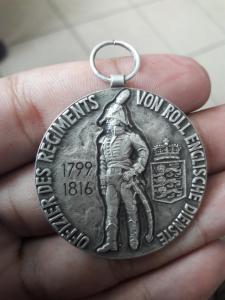 OFFIZIER DES REGIMENTS VON ROLL ENGLISCHE DIENSTE
1799
1816